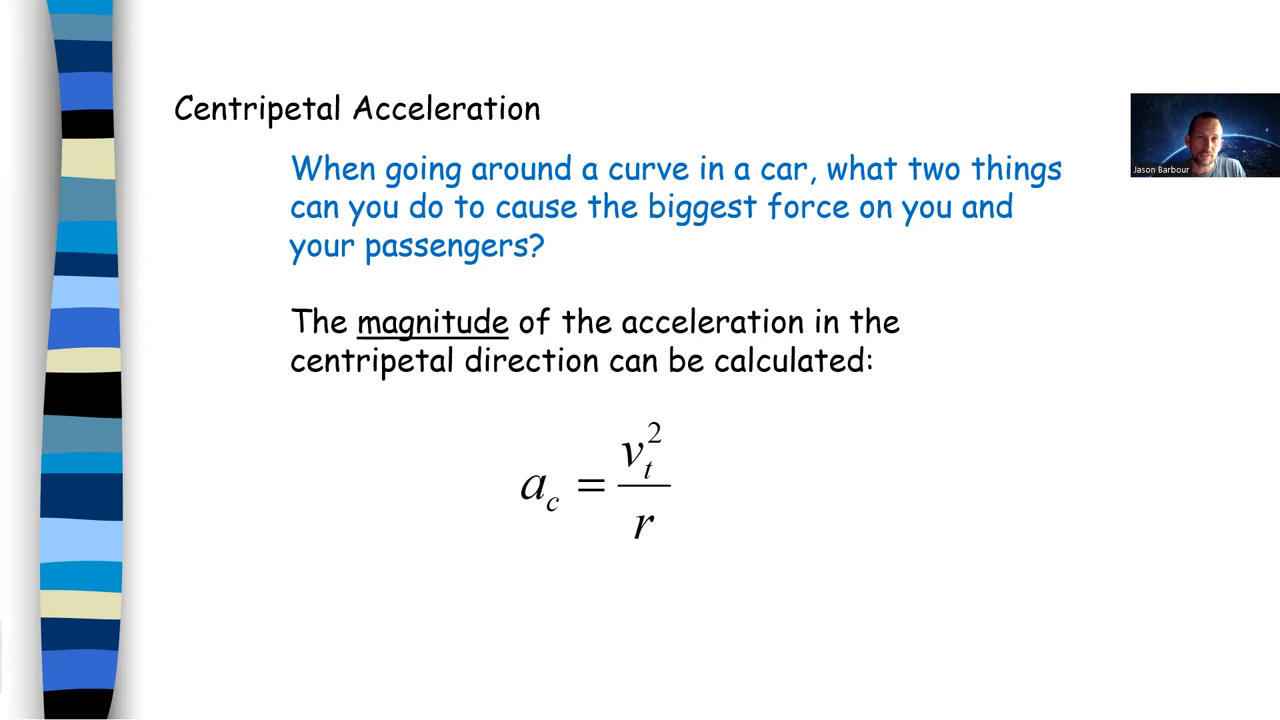 Centripetal Acceleration
When going around a curve in a car, what two things
can you do to cause the biggest force on you and
your passengers?
The magnitude of the acceleration in the
centripetal direction can be calculated:
a_c = v_t^2 / r
Jason Barbour